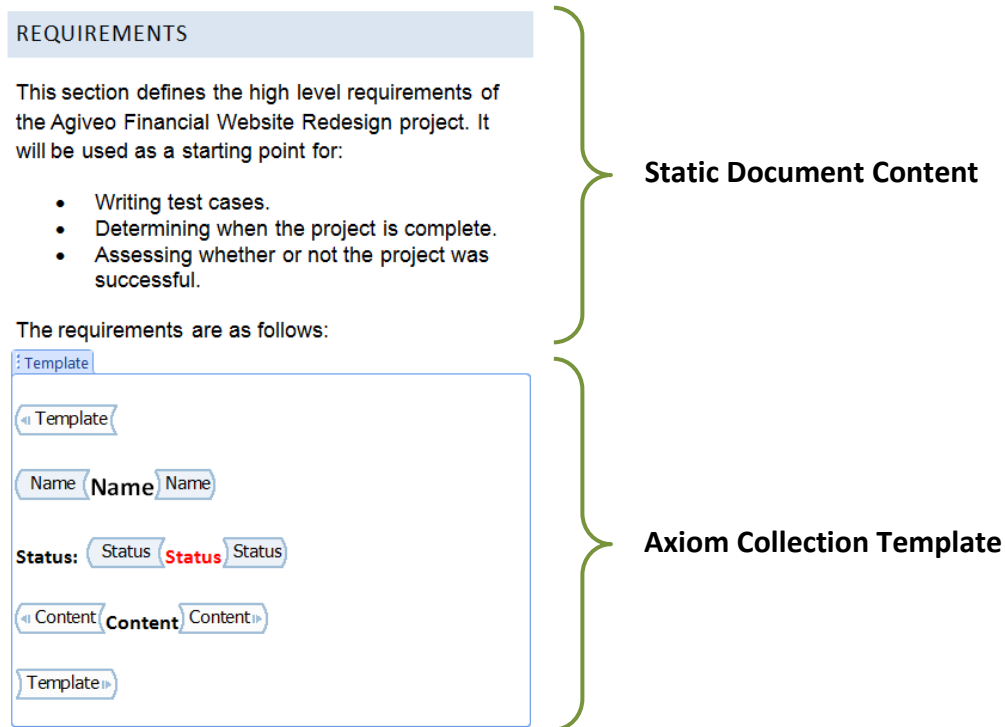 REQUIREMENTS
This section defines the high level requirements of
the Agiveo Financial Website Redesign project. It
will be used as a starting point for:
• Writing test cases.
• Determining when the project is complete.
• Assessing whether or not the project was
successful.
The requirements are as follows:
Static Document Content
Template
Template
Name Name Name
Status: Status Status Status
Content Content Content
Template
Axiom Collection Template